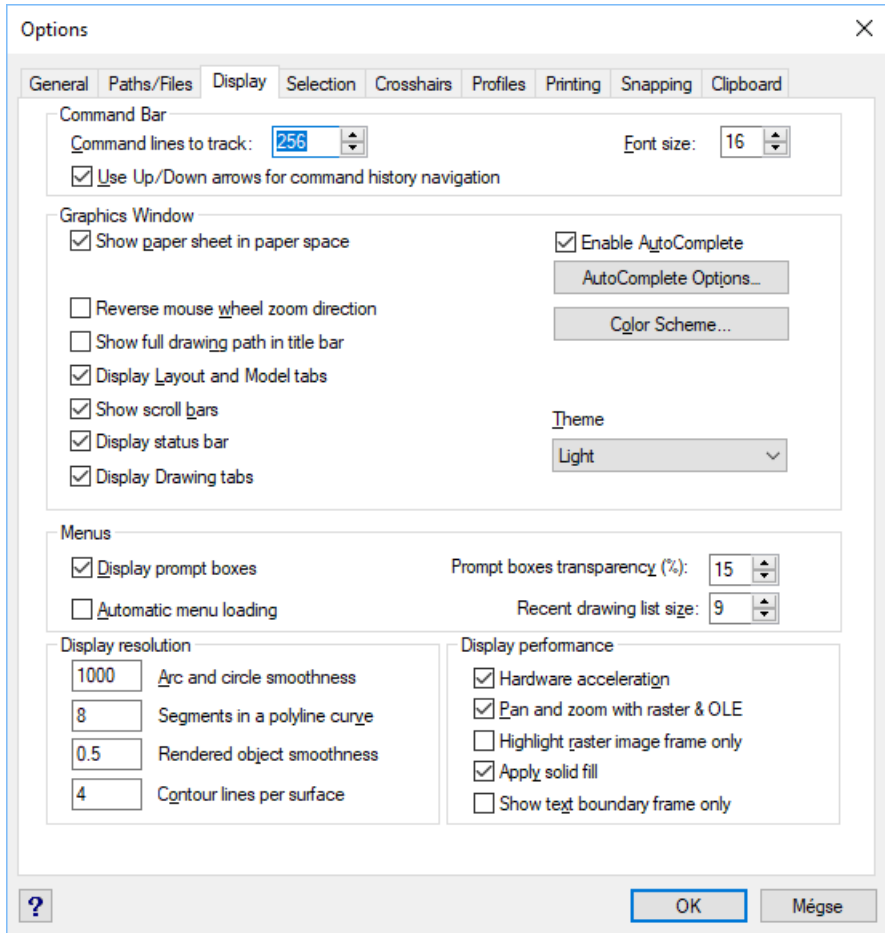 Options
General Paths/Files Display Selection Crosshairs Profiles Printing Snapping Clipboard
Command Bar
Command lines to track: 256 Font size: 16
Use Up/Down arrows for command history navigation
Graphics Window
Show paper sheet in paper space Enable AutoComplete
AutoComplete Options...
Reverse mouse wheel zoom direction
Color Scheme...
Show full drawing path in title bar
Display Layout and Model tabs
Show scroll bars
Theme
Display status bar
Light
Display Drawing tabs
Menus
Display prompt boxes Prompt boxes transparency (%): 15
Automatic menu loading Recent drawing list size: 9
Display resolution
1000 Arc and circle smoothness
8 Segments in a polyline curve
0.5 Rendered object smoothness
4 Contour lines per surface
Display performance
Hardware acceleration
Pan and zoom with raster & OLE
Highlight raster image frame only
Apply solid fill
Show text boundary frame only
? OK Mégse